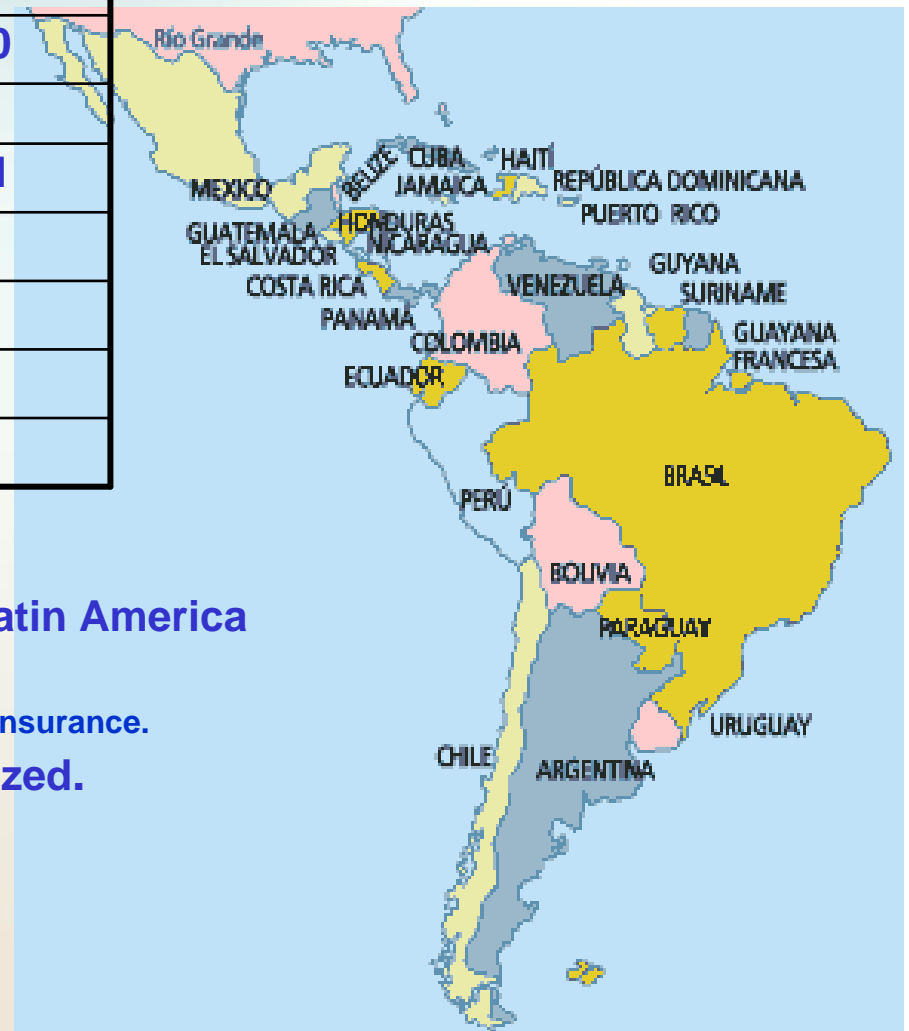 0
Río Grande
MEXICO
BELIZE
CUBA
HAITÍ
JAMAICA
REPÚBLICA DOMINICANA
PUERTO RICO
GUATEMALA
HONDURAS
EL SALVADOR
NICARAGUA
COSTA RICA
PANAMÁ
VENEZUELA
GUYANA
SURINAME
COLOMBIA
GUAYANA
FRANCESA
ECUADOR
BRASIL
PERÚ
BOLIVIA
atin America
PARAGUAY
nsurance.
URUGUAY
CHILE
zed.
ARGENTINA